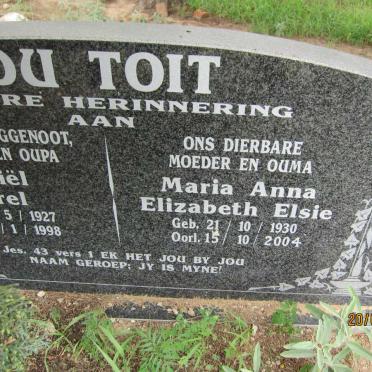 DU TOIT
RE HERINNERING
AAN
GGENOOT,
EN OUPA
iël
rel
5 / 1927
1 / 1998
ONS DIERBARE
MOEDER EN OUMA
Maria Anna
Elizabeth Elsie
Geb. 21 / 10 / 1930
Oorl. 15 / 10 / 2004
Jes. 43 vers 1 EK HET JOU BY JOU
NAAM GEROEP; JY IS MYNE!
20/